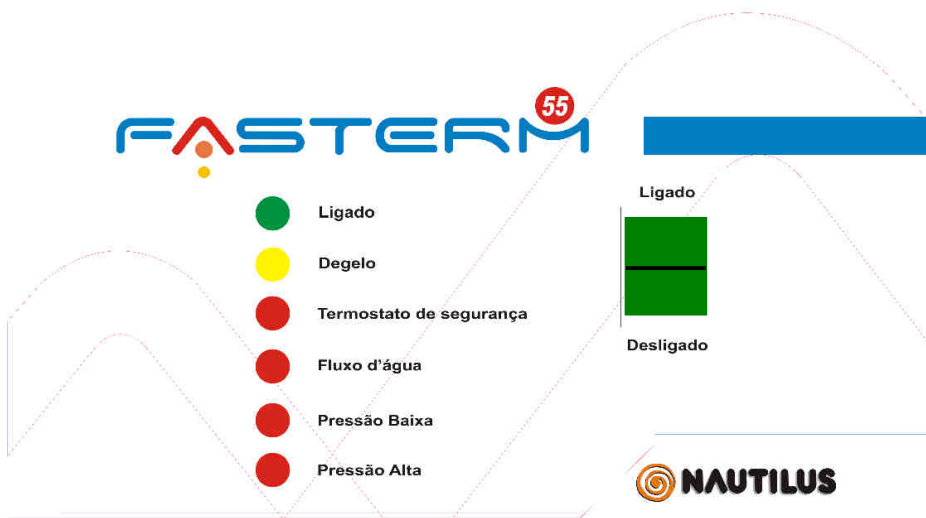 FASTERM 55
Ligado
Degelo
Termostato de segurança
Fluxo d'água
Pressão Baixa
Pressão Alta
Ligado
Desligado
NAUTILUS